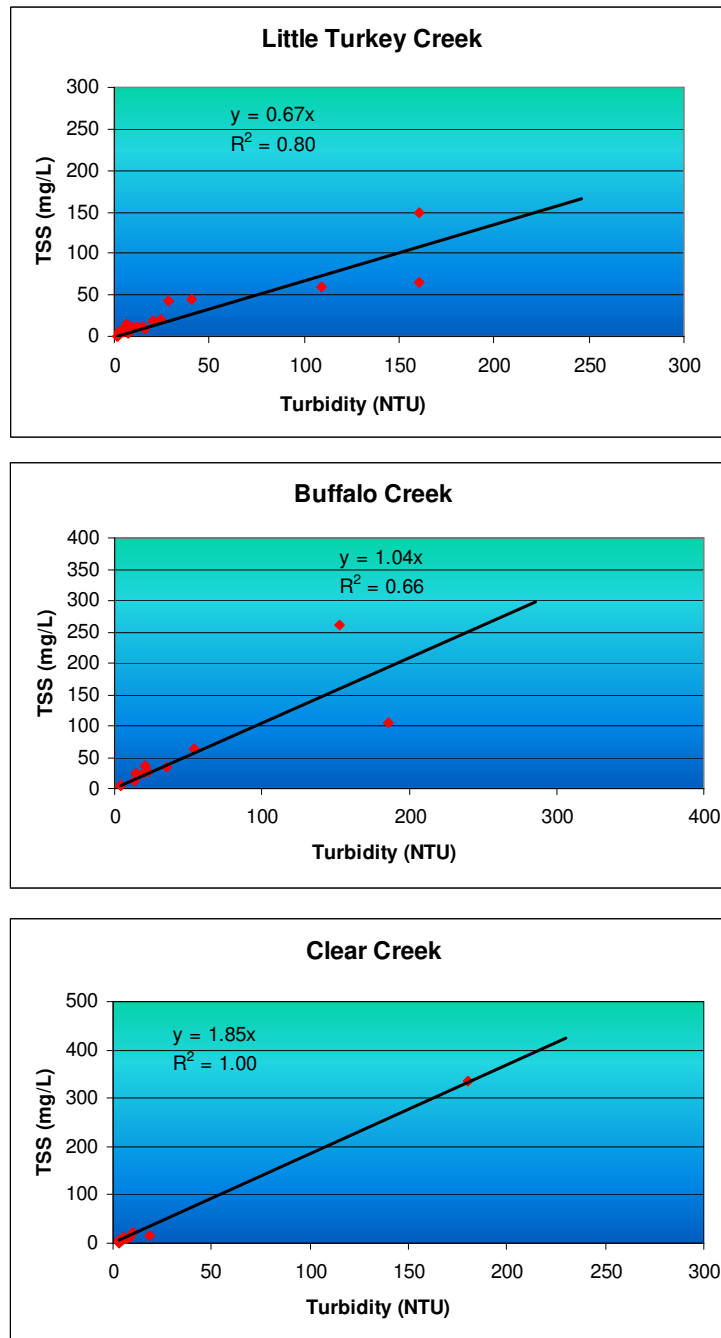 Little Turkey Creek
300
250
200
150
100
50
0
TSS (mg/L)
y = 0.67x
R² = 0.80
0 50 100 150 200 250 300
Turbidity (NTU)
Buffalo Creek
400
350
300
250
200
150
100
50
0
TSS (mg/L)
y = 1.04x
R² = 0.66
0 100 200 300 400
Turbidity (NTU)
Clear Creek
500
400
300
200
100
0
TSS (mg/L)
y = 1.85x
R² = 1.00
0 50 100 150 200 250 300
Turbidity (NTU)